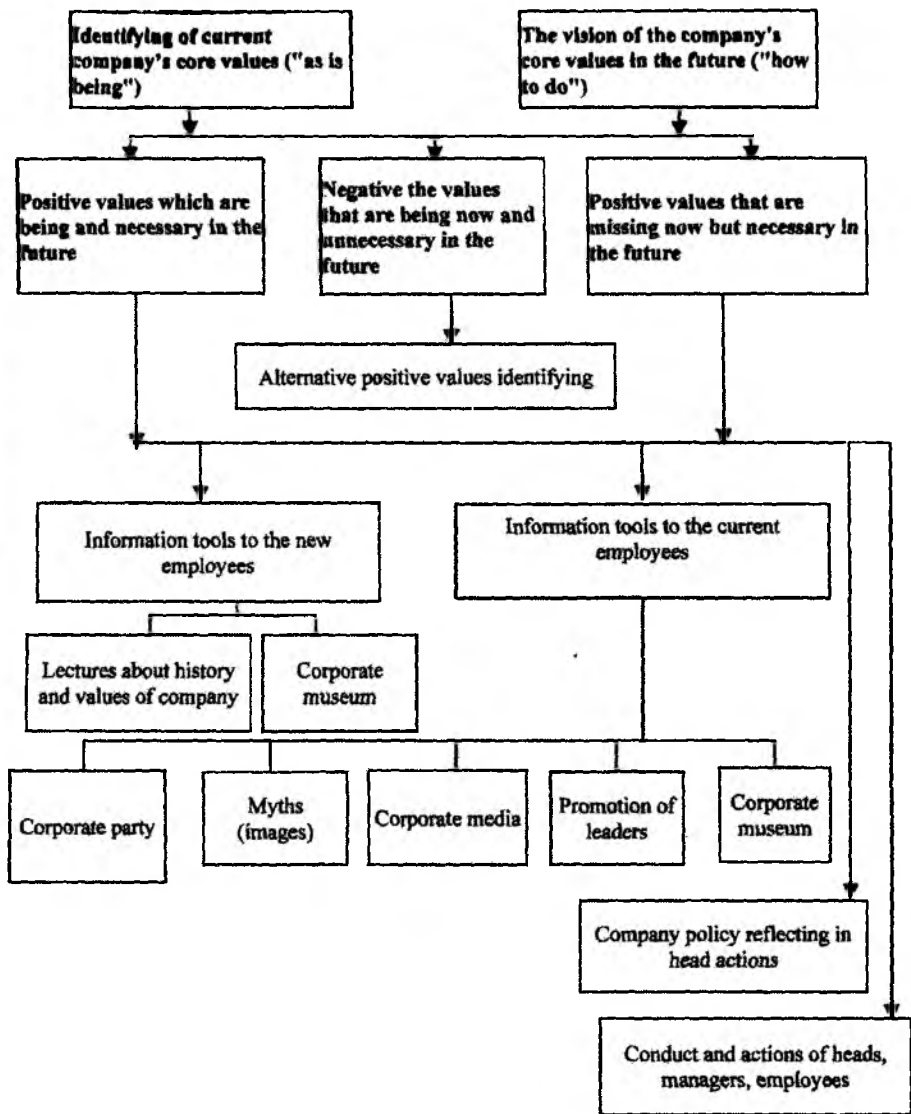 Identifying of current
company's core values ("as is
being")
The vision of the company's
core values in the future ("how
to do")
Positive values which are
being and necessary in the
future
Negative the values
that are being now and
unnecessary in the
future
Positive values that are
missing now but necessary in
the future
Alternative positive values identifying
Information tools to the new
employees
Information tools to the current
employees
Lectures about history
and values of company
Corporate
museum
Corporate party
Myths
(images)
Corporate media
Promotion of
leaders
Corporate
museum
Company policy reflecting in
head actions
Conduct and actions of heads,
managers, employees